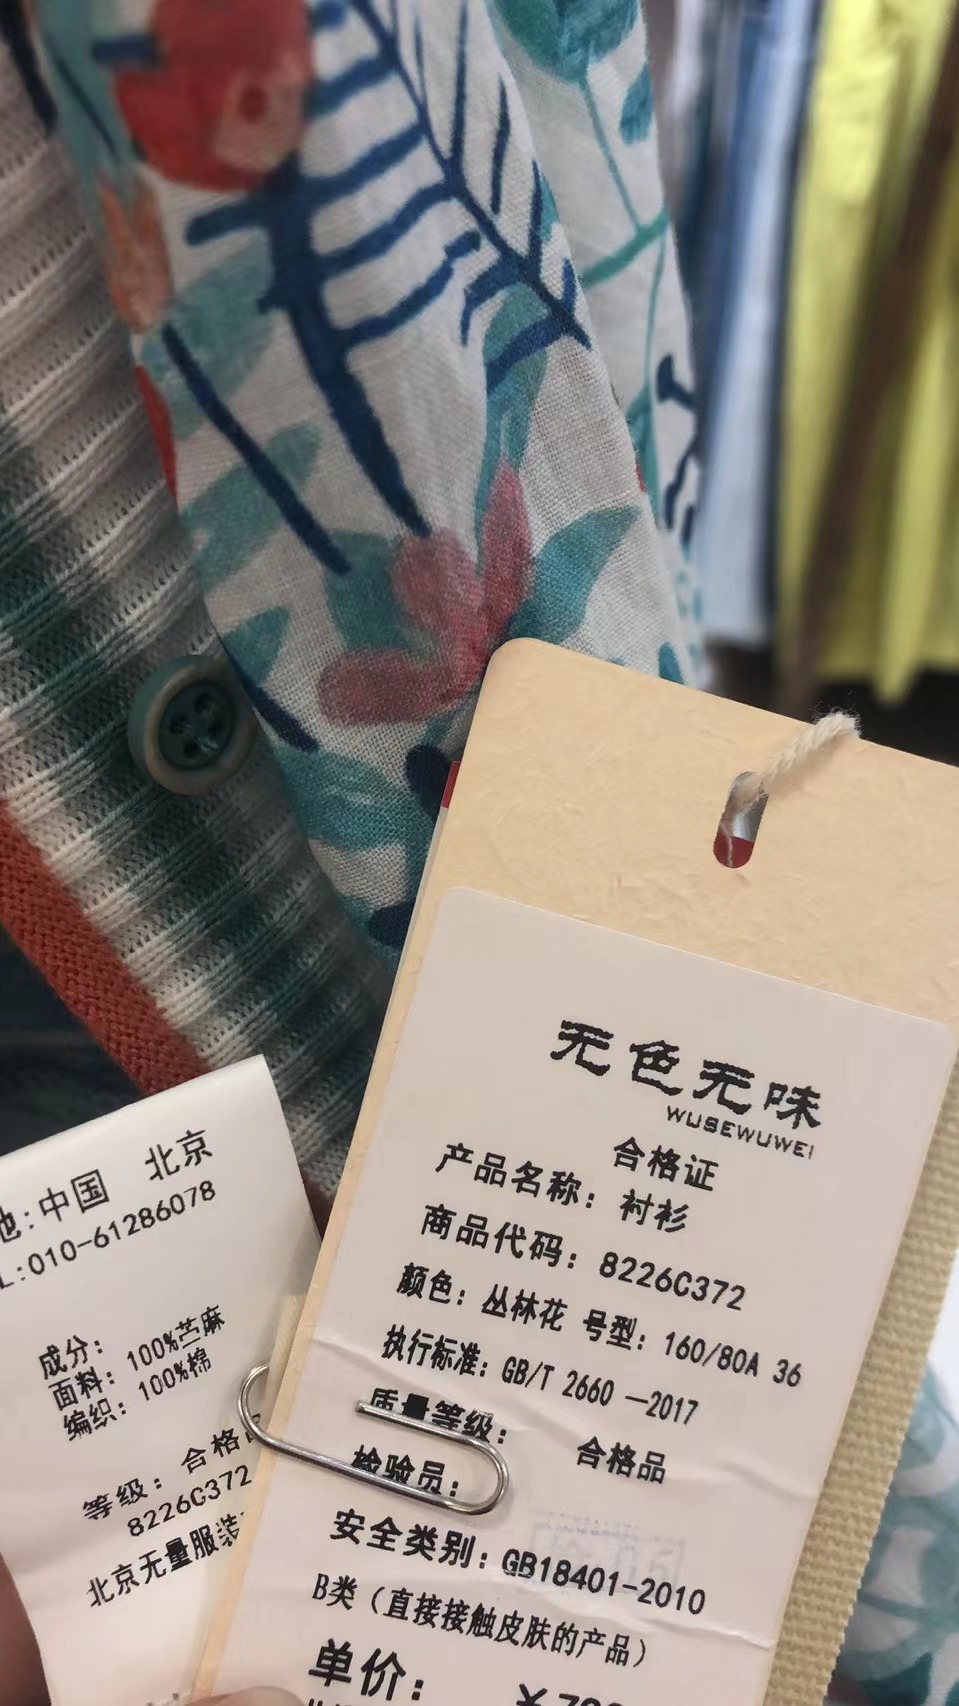 地:中国 北京
L:010-61286078
成分:
面料: 100%苎麻
编织: 100%棉
等级: 合格
8226C372
北京无量服装
无色无味
WUSEWUWEI
合格证
产品名称: 衬衫
商品代码: 8226C372
颜色: 丛林花 号型: 160/80A 36
执行标准: GB/T 2660 —2017
质量等级: 合格品
检验员:
安全类别: GB18401-2010
B类（直接接触皮肤的产品）
单价: ￥